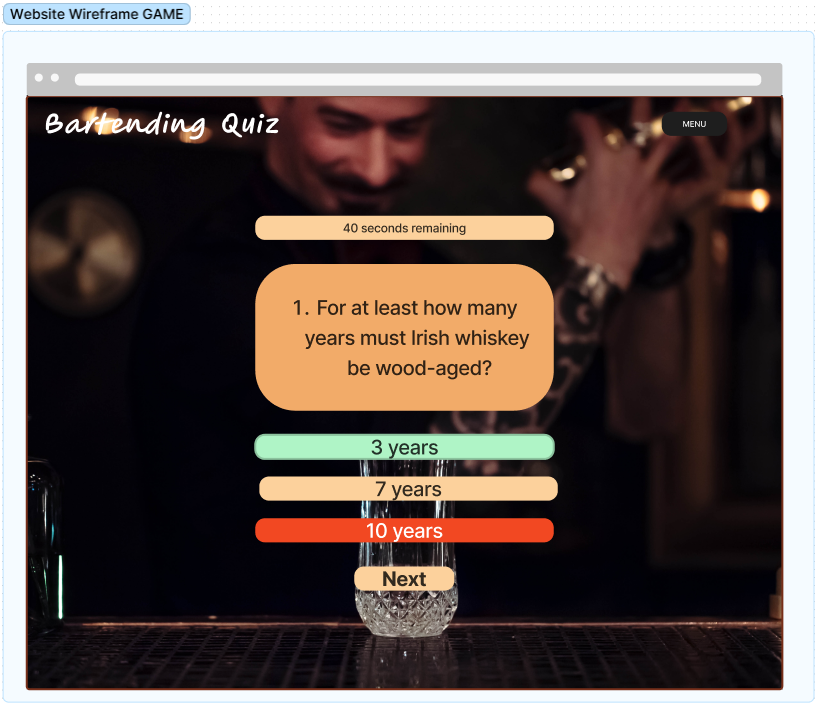 Website Wireframe GAME
Bartending Quiz
MENU
40 seconds remaining
1. For at least how many
years must Irish whiskey
be wood-aged?
3 years
7 years
10 years
Next